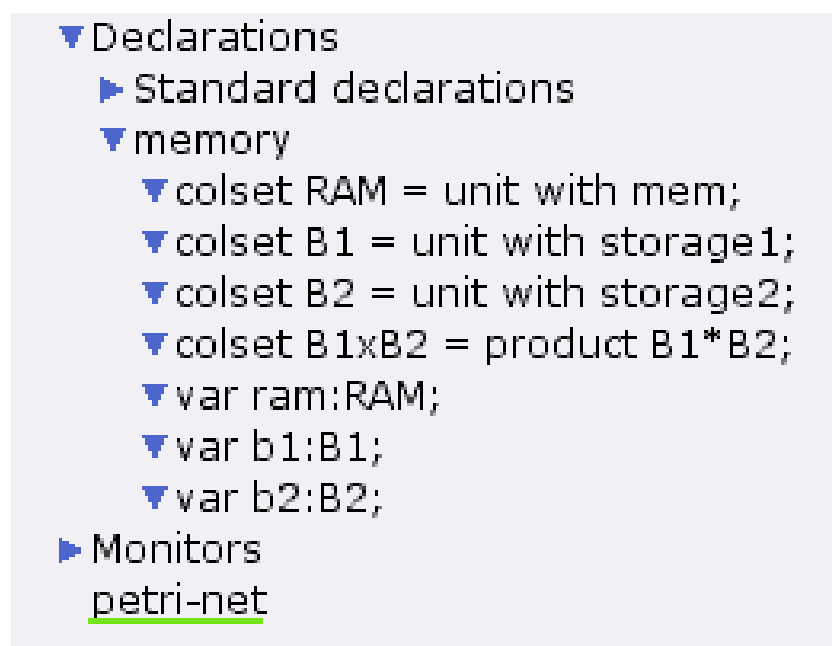 Declarations
Standard declarations
memory
colset RAM = unit with mem;
colset B1 = unit with storage1;
colset B2 = unit with storage2;
colset B1xB2 = product B1*B2;
var ram:RAM;
var b1:B1;
var b2:B2;
Monitors
petri-net